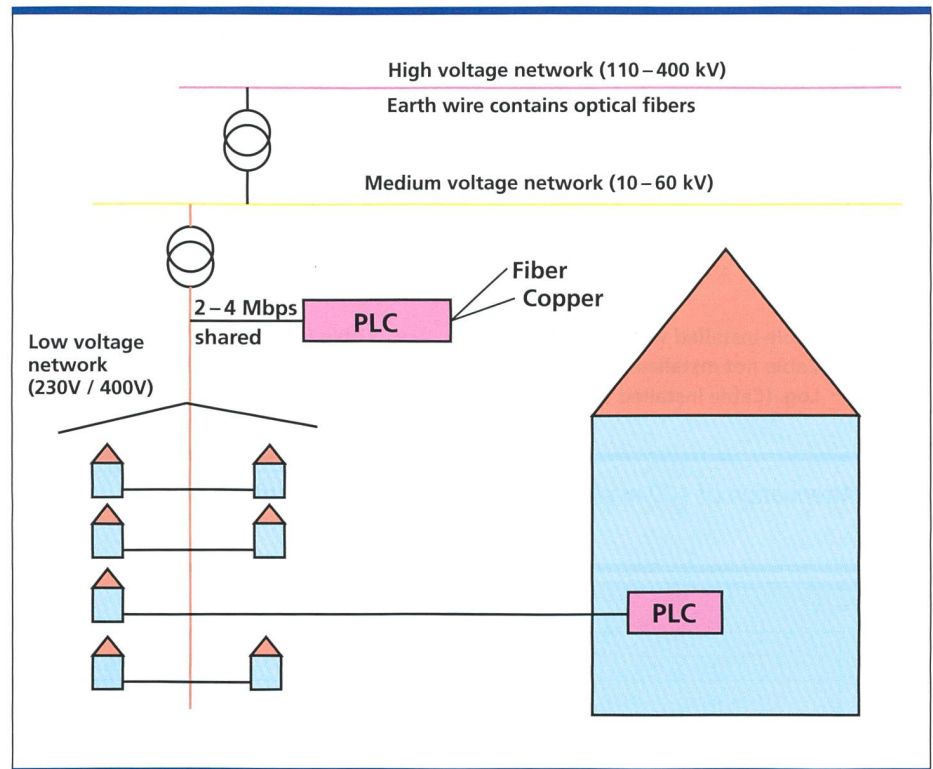 High voltage network (110–400 kV)
Earth wire contains optical fibers
Medium voltage network (10–60 kV)
Fiber
Copper
2–4 Mbps
shared
PLC
Low voltage
network
(230V / 400V)
PLC